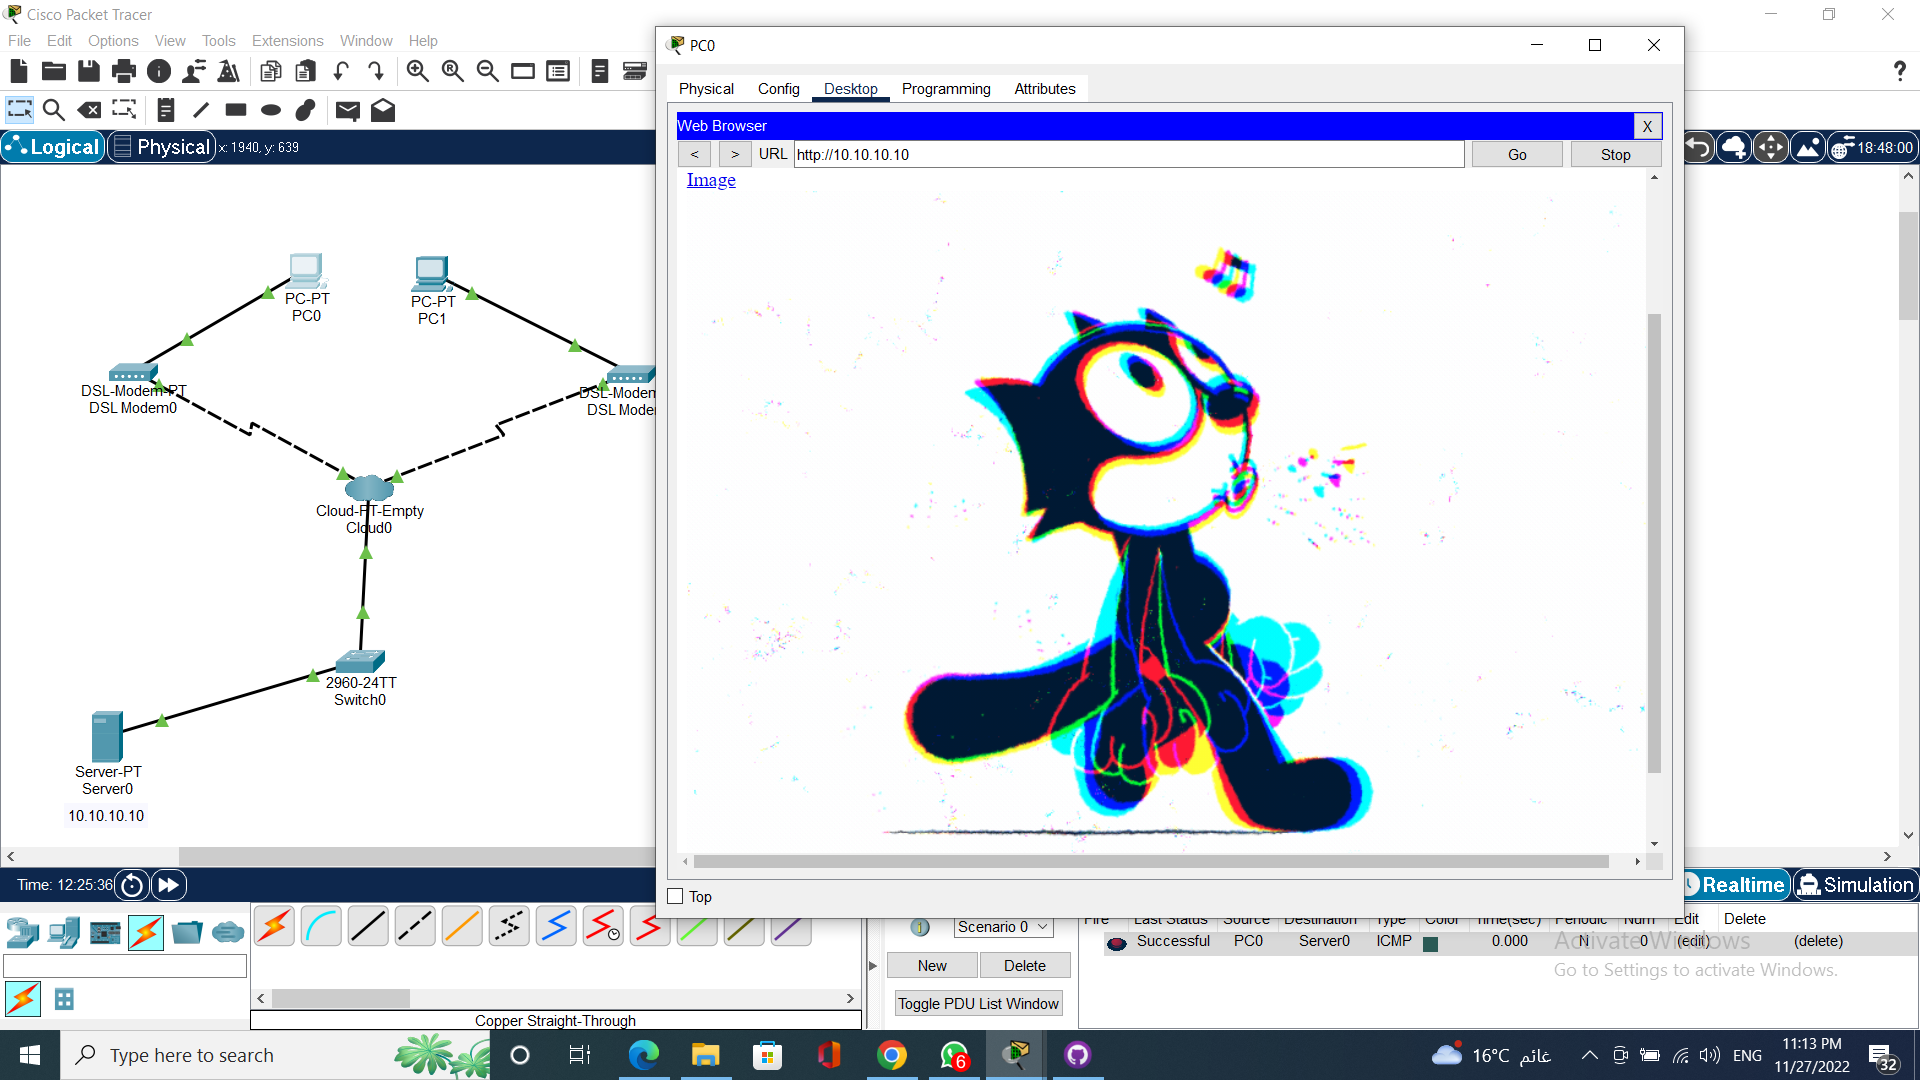 Cisco Packet Tracer
File Edit Options View Tools Extensions Window Help
Logical Physical x: 1940, y: 639
18:48:00
PC0
Physical Config Desktop Programming Attributes
Web Browser X
< > URL http://10.10.10.10 Go Stop
Image
PC-PT
PC0
PC-PT
PC1
DSL-Modem-PT
DSL Modem0
DSL-Modem
DSL Mode
Cloud-PT-Empty
Cloud0
2960-24TT
Switch0
Server-PT
Server0
10.10.10.10
Top
Time: 12:25:36
Realtime Simulation
Scenario 0
New Delete
Toggle PDU List Window
Fire Last Status Source Destination Type Color Time(sec) Periodic Num Edit Delete
Successful PC0 Server0 ICMP 0.000 N 0 (edit) (delete)
Activate Windows
Go to Settings to activate Windows.
Copper Straight-Through
Type here to search
6
16°C غائم
ENG
11:13 PM
11/27/2022
32